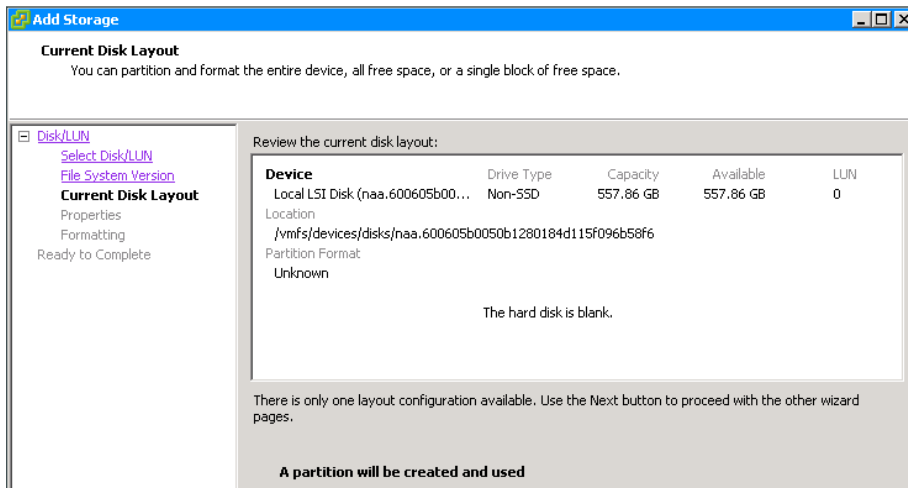 Add Storage
Current Disk Layout
You can partition and format the entire device, all free space, or a single block of free space.
Disk/LUN
Select Disk/LUN
File System Version
Current Disk Layout
Properties
Formatting
Ready to Complete
Review the current disk layout:
Device Drive Type Capacity Available LUN
Local LSI Disk (naa.600605b00... Non-SSD 557.86 GB 557.86 GB 0
Location
/vmfs/devices/disks/naa.600605b0050b1280184d115f096b58f6
Partition Format
Unknown
The hard disk is blank.
There is only one layout configuration available. Use the Next button to proceed with the other wizard
pages.
A partition will be created and used